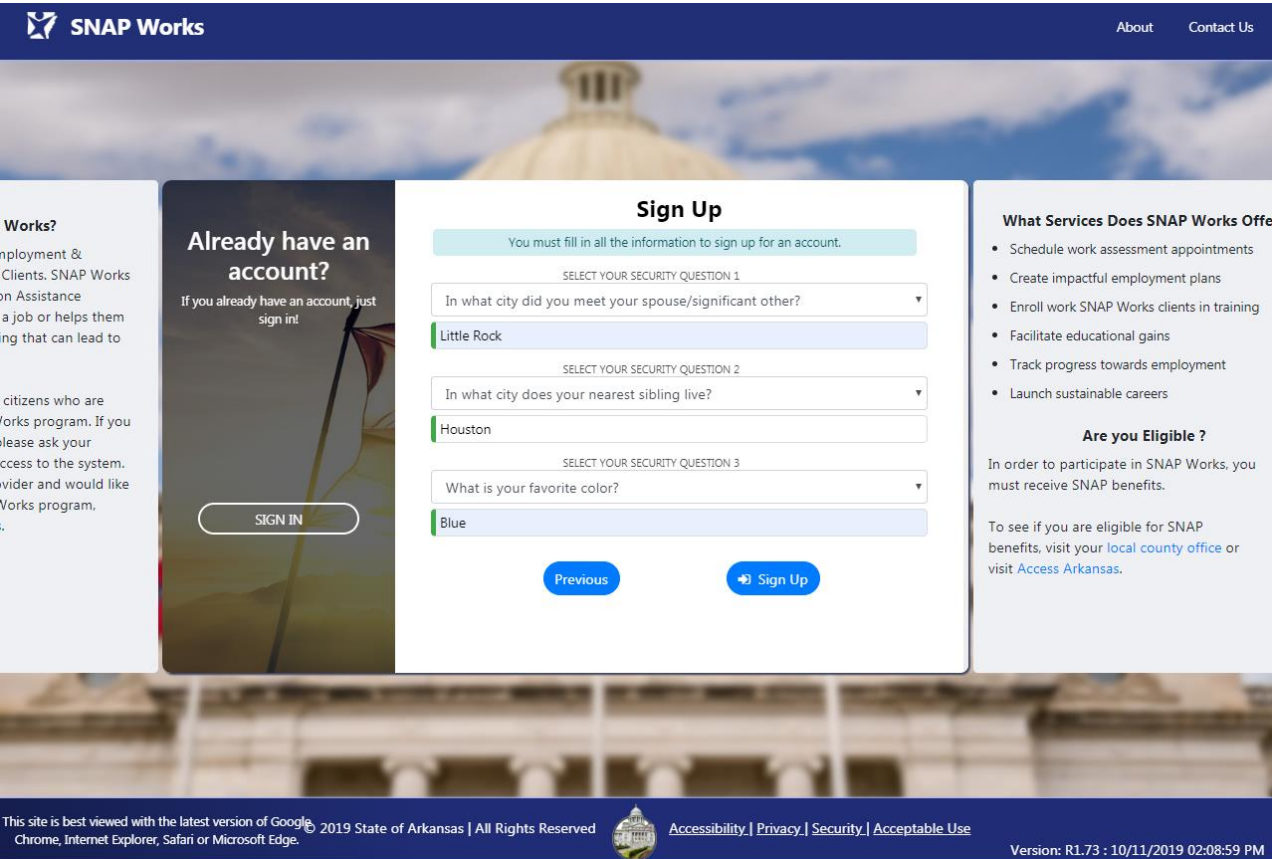 SNAP Works
About
Contact Us
Works?
mployment &
Clients. SNAP Works
on Assistance
a job or helps them
ing that can lead to
citizens who are
Works program. If you
please ask your
ccess to the system.
ovider and would like
Works program,
s.
Already have an
account?
If you already have an account, just
sign in!
SIGN IN
Sign Up
You must fill in all the information to sign up for an account.
SELECT YOUR SECURITY QUESTION 1
In what city did you meet your spouse/significant other?
Little Rock
SELECT YOUR SECURITY QUESTION 2
In what city does your nearest sibling live?
Houston
SELECT YOUR SECURITY QUESTION 3
What is your favorite color?
Blue
Previous
Sign Up
What Services Does SNAP Works Offe
• Schedule work assessment appointments
• Create impactful employment plans
• Enroll work SNAP Works clients in training
• Facilitate educational gains
• Track progress towards employment
• Launch sustainable careers
Are you Eligible ?
In order to participate in SNAP Works, you
must receive SNAP benefits.
To see if you are eligible for SNAP
benefits, visit your local county office or
visit Access Arkansas.
This site is best viewed with the latest version of Google
Chrome, Internet Explorer, Safari or Microsoft Edge.
© 2019 State of Arkansas | All Rights Reserved
Accessibility | Privacy | Security | Acceptable Use
Version: R1.73 : 10/11/2019 02:08:59 PM